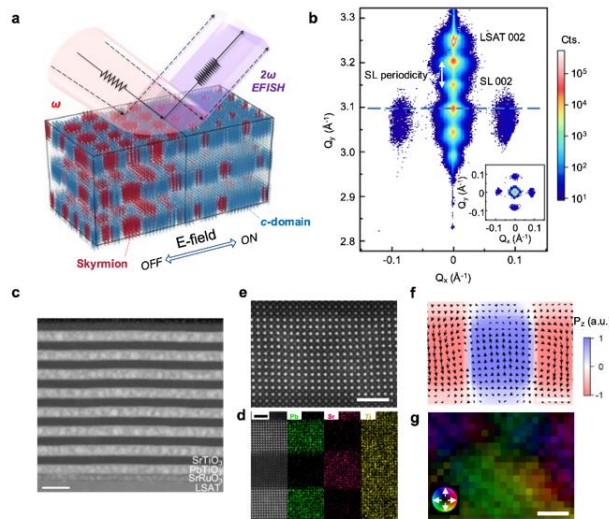 a
ω
2ω
EFISH
Skyrmion
c-domain
E-field
OFF
ON
b
3.3
3.2
3.1
3.0
2.9
2.8
Qy (Å⁻¹)
LSAT 002
SL periodicity
SL 002
Cts.
10⁵
10⁴
10³
10²
10¹
0.1
0
-0.1
Qy (Å⁻¹)
-0.1 0 0.1
Qx (Å⁻¹)
-0.1 0 0.1
Qx (Å⁻¹)
c
SrTiO₃
PbTiO₃
SrRuO₃
LSAT
e
d
Pb
Sr
Ti
f
Pz (a.u.)
1
0
-1
g